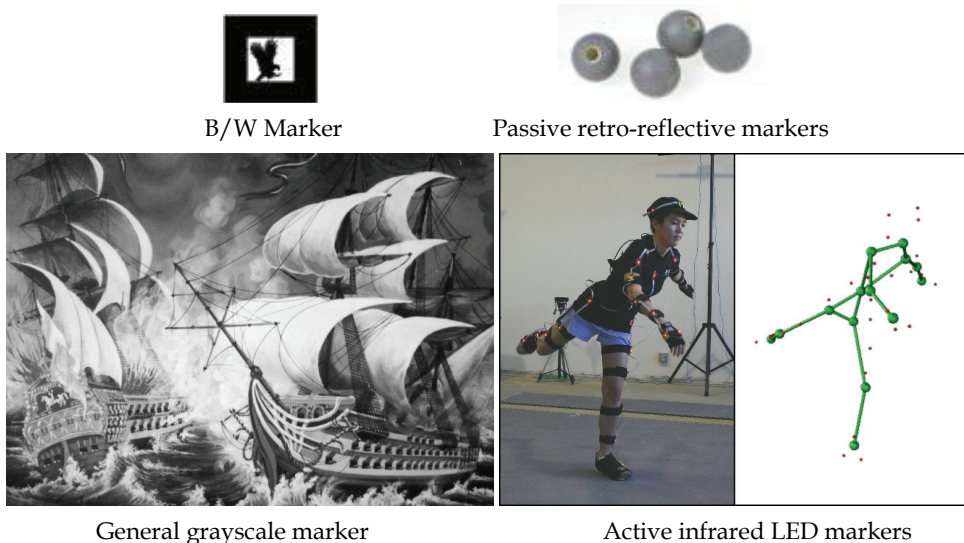 B/W Marker
Passive retro-reflective markers
General grayscale marker
Active infrared LED markers